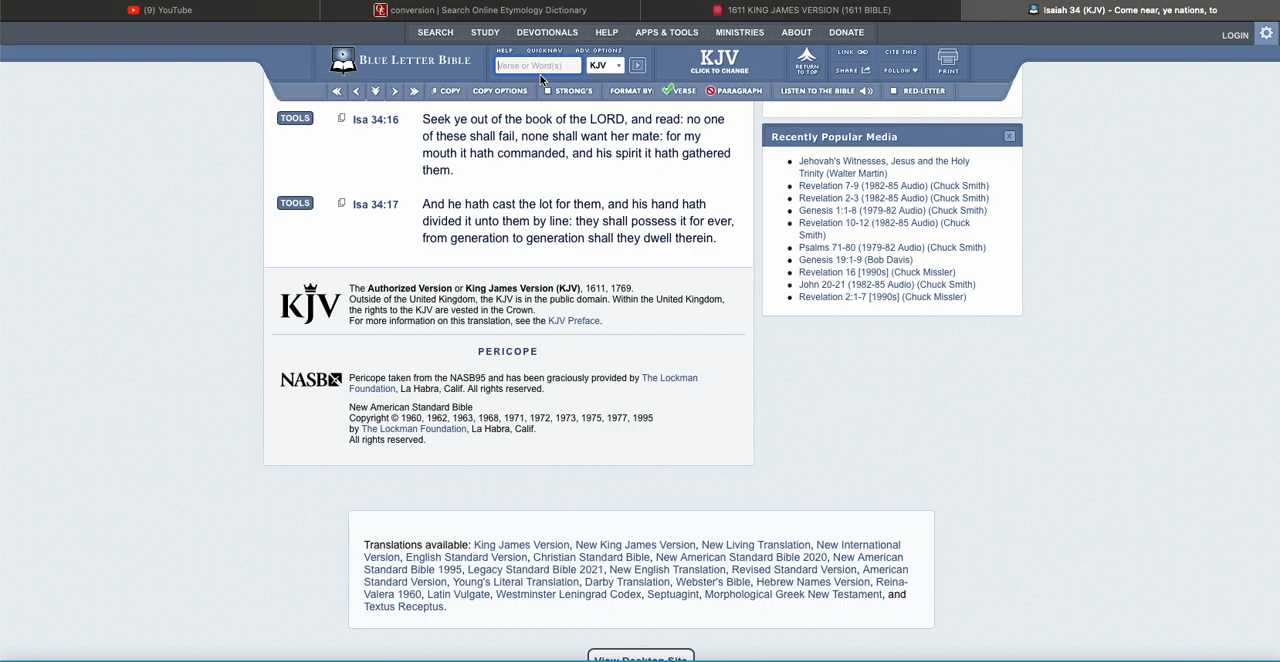 (9) YouTube
conversion | Search Online Etymology Dictionary
1611 KING JAMES VERSION (1611 BIBLE)
Isaiah 34 (KJV) - Come near, ye nations, to
SEARCH STUDY DEVOTIONALS HELP APPS & TOOLS MINISTRIES ABOUT DONATE
LOGIN
BLUE LETTER BIBLE
HELP QUICKNAV ADV. OPTIONS
Verse or Word(s) KJV
KJV
CLICK TO CHANGE
RETURN
TO TOP
LINK CITE THIS
SHARE FOLLOW
PRINT
COPY COPY OPTIONS STRONG'S FORMAT BY: VERSE PARAGRAPH LISTEN TO THE BIBLE RED-LETTER
TOOLS Isa 34:16 Seek ye out of the book of the LORD, and read: no one
of these shall fail, none shall want her mate: for my
mouth it hath commanded, and his spirit it hath gathered
them.
TOOLS Isa 34:17 And he hath cast the lot for them, and his hand hath
divided it unto them by line: they shall possess it for ever,
from generation to generation shall they dwell therein.
KJV
The Authorized Version or King James Version (KJV), 1611, 1769.
Outside of the United Kingdom, the KJV is in the public domain. Within the United Kingdom,
the rights to the KJV are vested in the Crown.
For more information on this translation, see the KJV Preface.
PERICOPE
NASB
Pericope taken from the NASB95 and has been graciously provided by The Lockman
Foundation, La Habra, Calif. All rights reserved.
New American Standard Bible
Copyright © 1960, 1962, 1963, 1968, 1971, 1972, 1973, 1975, 1977, 1995
by The Lockman Foundation, La Habra, Calif.
All rights reserved.
Recently Popular Media
Jehovah's Witnesses, Jesus and the Holy
Trinity (Walter Martin)
Revelation 7-9 (1982-85 Audio) (Chuck Smith)
Revelation 2-3 (1982-85 Audio) (Chuck Smith)
Genesis 1:1-8 (1979-82 Audio) (Chuck Smith)
Revelation 10-12 (1982-85 Audio) (Chuck
Smith)
Psalms 71-80 (1979-82 Audio) (Chuck Smith)
Genesis 19:1-9 (Bob Davis)
Revelation 16 [1990s] (Chuck Missler)
John 20-21 (1982-85 Audio) (Chuck Smith)
Revelation 2:1-7 [1990s] (Chuck Missler)
Translations available: King James Version, New King James Version, New Living Translation, New International
Version, English Standard Version, Christian Standard Bible, New American Standard Bible 2020, New American
Standard Bible 1995, Legacy Standard Bible 2021, New English Translation, Revised Standard Version, American
Standard Version, Young's Literal Translation, Darby Translation, Webster's Bible, Hebrew Names Version, Reina-
Valera 1960, Latin Vulgate, Westminster Leningrad Codex, Septuagint, Morphological Greek New Testament, and
Textus Receptus.
View Desktop Site